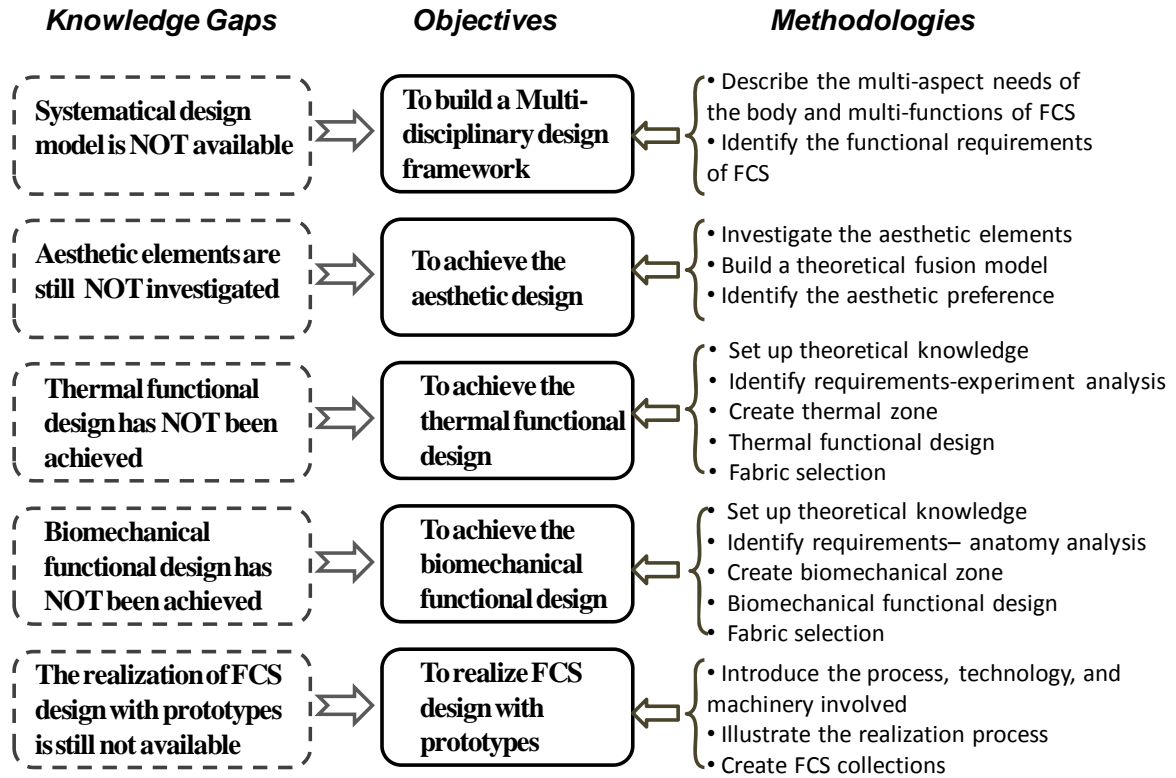 Knowledge Gaps
Objectives
Methodologies
Systematical design
model is NOT available
To build a Multi-
disciplinary design
framework
• Describe the multi-aspect needs of
the body and multi-functions of FCS
• Identify the functional requirements
of FCS
Aesthetic elements are
still NOT investigated
To achieve the
aesthetic design
• Investigate the aesthetic elements
• Build a theoretical fusion model
• Identify the aesthetic preference
Thermal functional
design has NOT been
achieved
To achieve the
thermal functional
design
• Set up theoretical knowledge
• Identify requirements-experiment analysis
• Create thermal zone
• Thermal functional design
• Fabric selection
Biomechanical
functional design has
NOT been achieved
To achieve the
biomechanical
functional design
• Set up theoretical knowledge
• Identify requirements– anatomy analysis
• Create biomechanical zone
• Biomechanical functional design
• Fabric selection
The realization of FCS
design with prototypes
is still not available
To realize FCS
design with
prototypes
• Introduce the process, technology, and
machinery involved
• Illustrate the realization process
• Create FCS collections